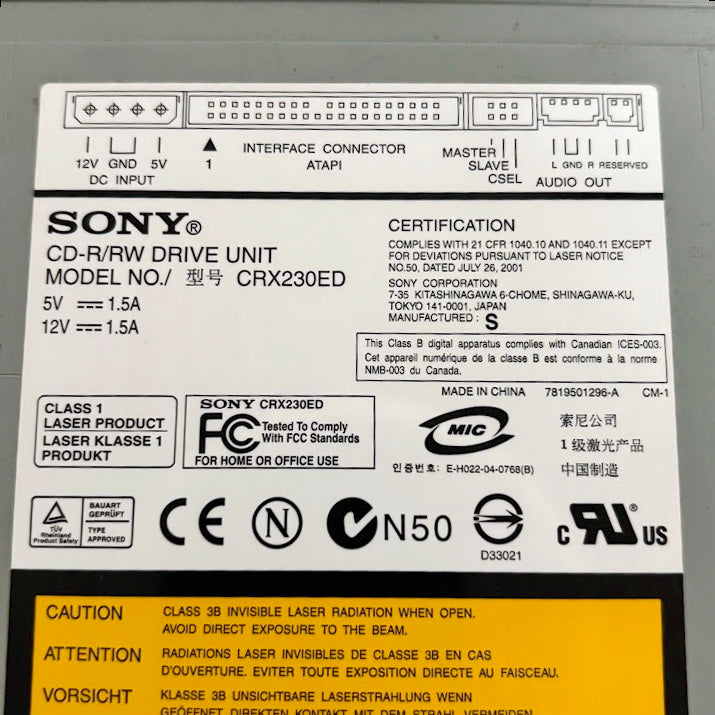 12V GND 5V
DC INPUT
1
INTERFACE CONNECTOR
ATAPI
MASTER
SLAVE
CSEL
L GND R RESERVED
AUDIO OUT
SONY®
CD-R/RW DRIVE UNIT
MODEL NO./ 型号 CRX230ED
5V ⎓ 1.5A
12V ⎓ 1.5A
CERTIFICATION
COMPLIES WITH 21 CFR 1040.10 AND 1040.11 EXCEPT
FOR DEVIATIONS PURSUANT TO LASER NOTICE
NO.50, DATED JULY 26, 2001
SONY CORPORATION
7-35 KITASHINAGAWA 6-CHOME, SHINAGAWA-KU,
TOKYO 141-0001, JAPAN
MANUFACTURED : S
This Class B digital apparatus complies with Canadian ICES-003.
Cet appareil numérique de la classe B est conforme à la norme
NMB-003 du Canada.
MADE IN CHINA 7819501296-A CM-1
CLASS 1
LASER PRODUCT
LASER KLASSE 1
PRODUKT
SONY CRX230ED
FC Tested To Comply
With FCC Standards
FOR HOME OR OFFICE USE
MIC
인증번호: E-H022-04-0768(B)
索尼公司
1级激光产品
中国制造
TÜV
Rheinland
Product Safety
BAUART
GEPRÜFT
TYPE
APPROVED
CE
N
N50
D33021
c RU® US
CAUTION CLASS 3B INVISIBLE LASER RADIATION WHEN OPEN.
AVOID DIRECT EXPOSURE TO THE BEAM.
ATTENTION RADIATIONS LASER INVISIBLES DE CLASSE 3B EN CAS
D'OUVERTURE. EVITER TOUTE EXPOSITION DIRECTE AU FAISCEAU.
VORSICHT KLASSE 3B UNSICHTBARE LASERSTRAHLUNG WENN
GEÖFFNET DIREKTEN KONTAKT MIT DEM STRAHL VERMEIDEN